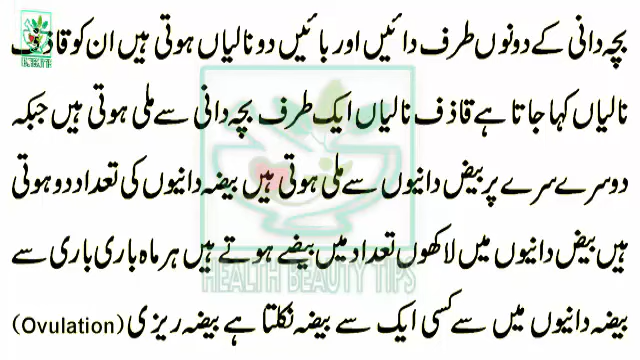 بچہ دانی کے دونوں طرف دائیں اور بائیں دو نالیاں ہوتی ہیں ان کو قاذف
نالیاں کہا جاتا ہے قاذف نالیاں ایک طرف بچہ دانی سے ملی ہوتی ہیں جبکہ
دوسرے سرے پر بیض دانیوں سے ملی ہوتی ہیں بیضہ دانیوں کی تعداد دو ہوتی
ہیں بیض دانیوں میں لاکھوں تعداد میں بیضے ہوتے ہیں ہر ماہ باری باری سے
HEALTH BEAUTY TIPS
بیضہ دانیوں میں سے کسی ایک سے بیضہ نکلتا ہے بیضہ ریزی (Ovulation)